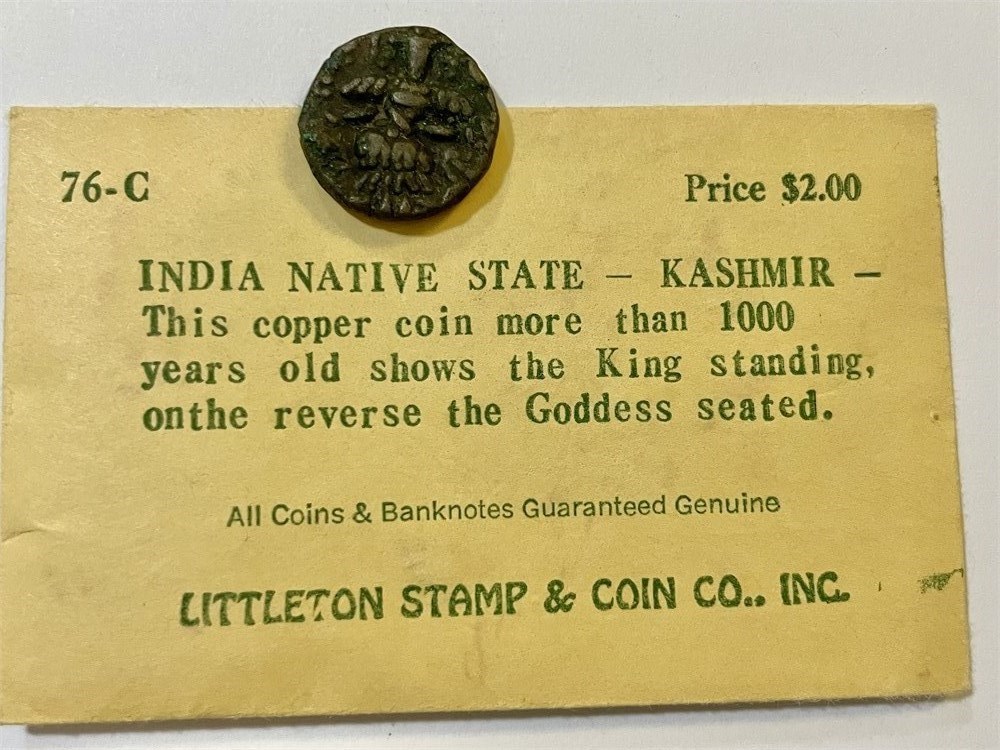 76-C
Price $2.00
INDIA NATIVE STATE — KASHMIR —
This copper coin more than 1000
years old shows the King standing,
onthe reverse the Goddess seated.
All Coins & Banknotes Guaranteed Genuine
LITTLETON STAMP & COIN CO., INC.